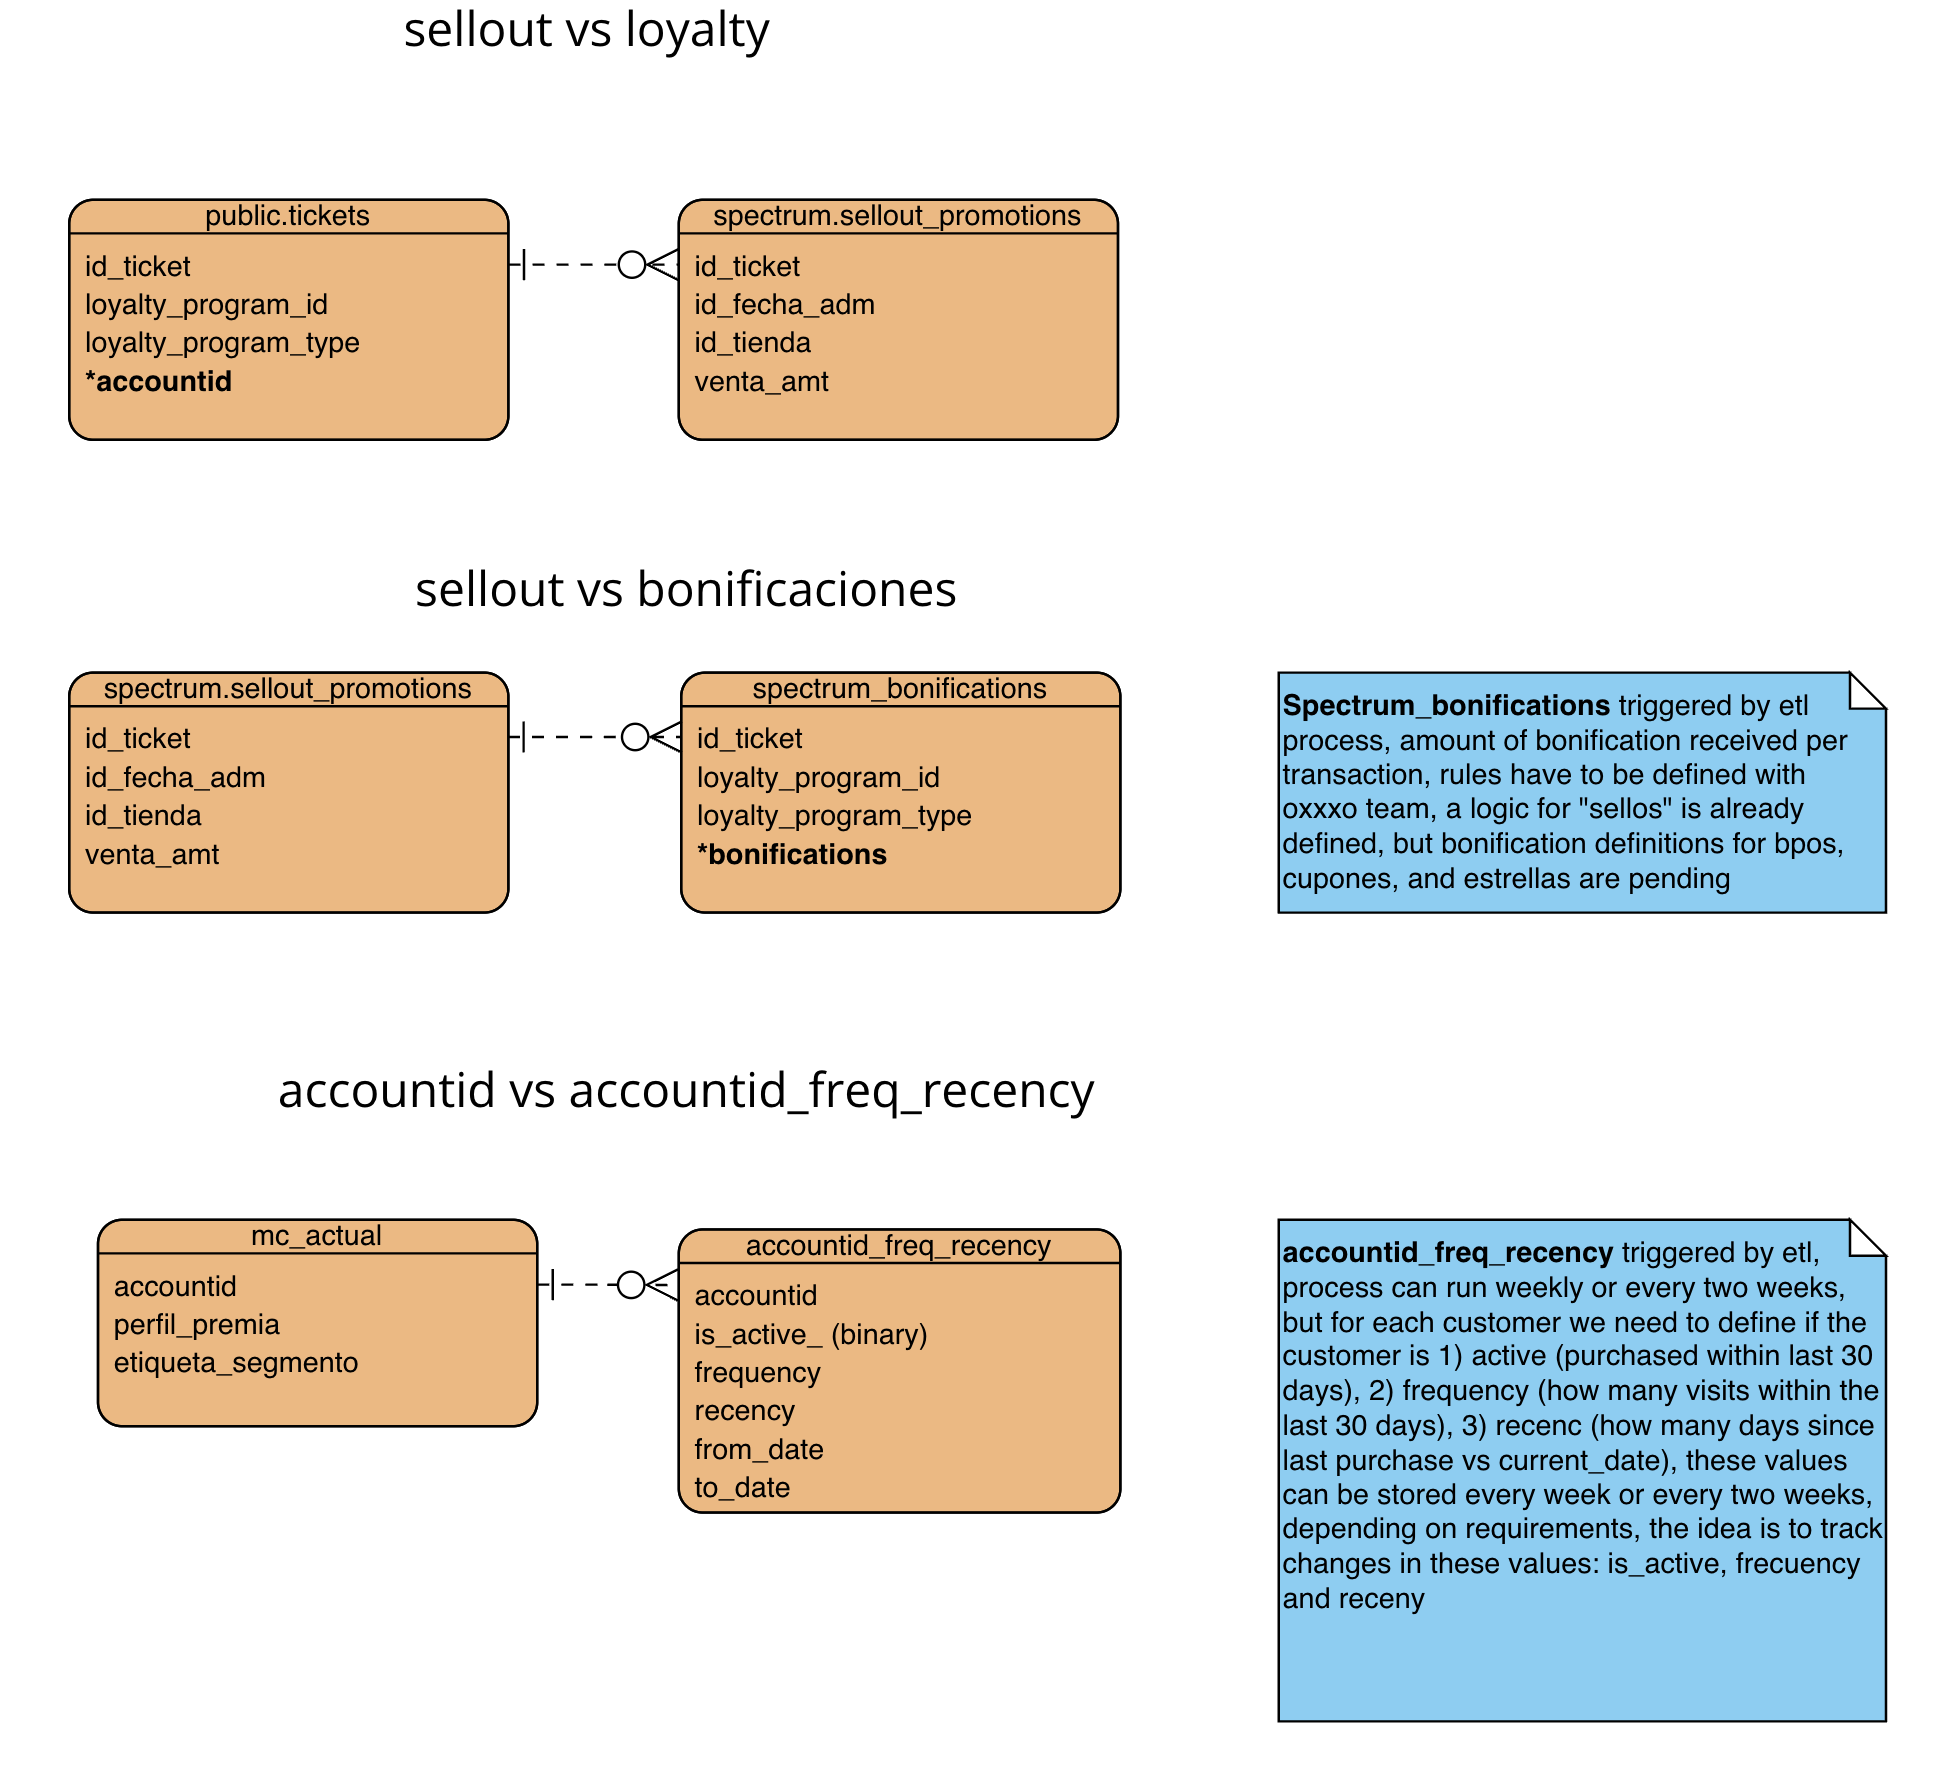 sellout vs loyalty
public.tickets
id_ticket
loyalty_program_id
loyalty_program_type
*accountid
spectrum.sellout_promotions
id_ticket
id_fecha_adm
id_tienda
venta_amt
sellout vs bonificaciones
spectrum.sellout_promotions
id_ticket
id_fecha_adm
id_tienda
venta_amt
spectrum_bonifications
id_ticket
loyalty_program_id
loyalty_program_type
*bonifications
Spectrum_bonifications triggered by etl
process, amount of bonification received per
transaction, rules have to be defined with
oxxxo team, a logic for "sellos" is already
defined, but bonification definitions for bpos,
cupones, and estrellas are pending
accountid vs accountid_freq_recency
mc_actual
accountid
perfil_premia
etiqueta_segmento
accountid_freq_recency
accountid
is_active_ (binary)
frequency
recency
from_date
to_date
accountid_freq_recency triggered by etl,
process can run weekly or every two weeks,
but for each customer we need to define if the
customer is 1) active (purchased within last 30
days), 2) frequency (how many visits within the
last 30 days), 3) recenc (how many days since
last purchase vs current_date), these values
can be stored every week or every two weeks,
depending on requirements, the idea is to track
changes in these values: is_active, frecuency
and receny